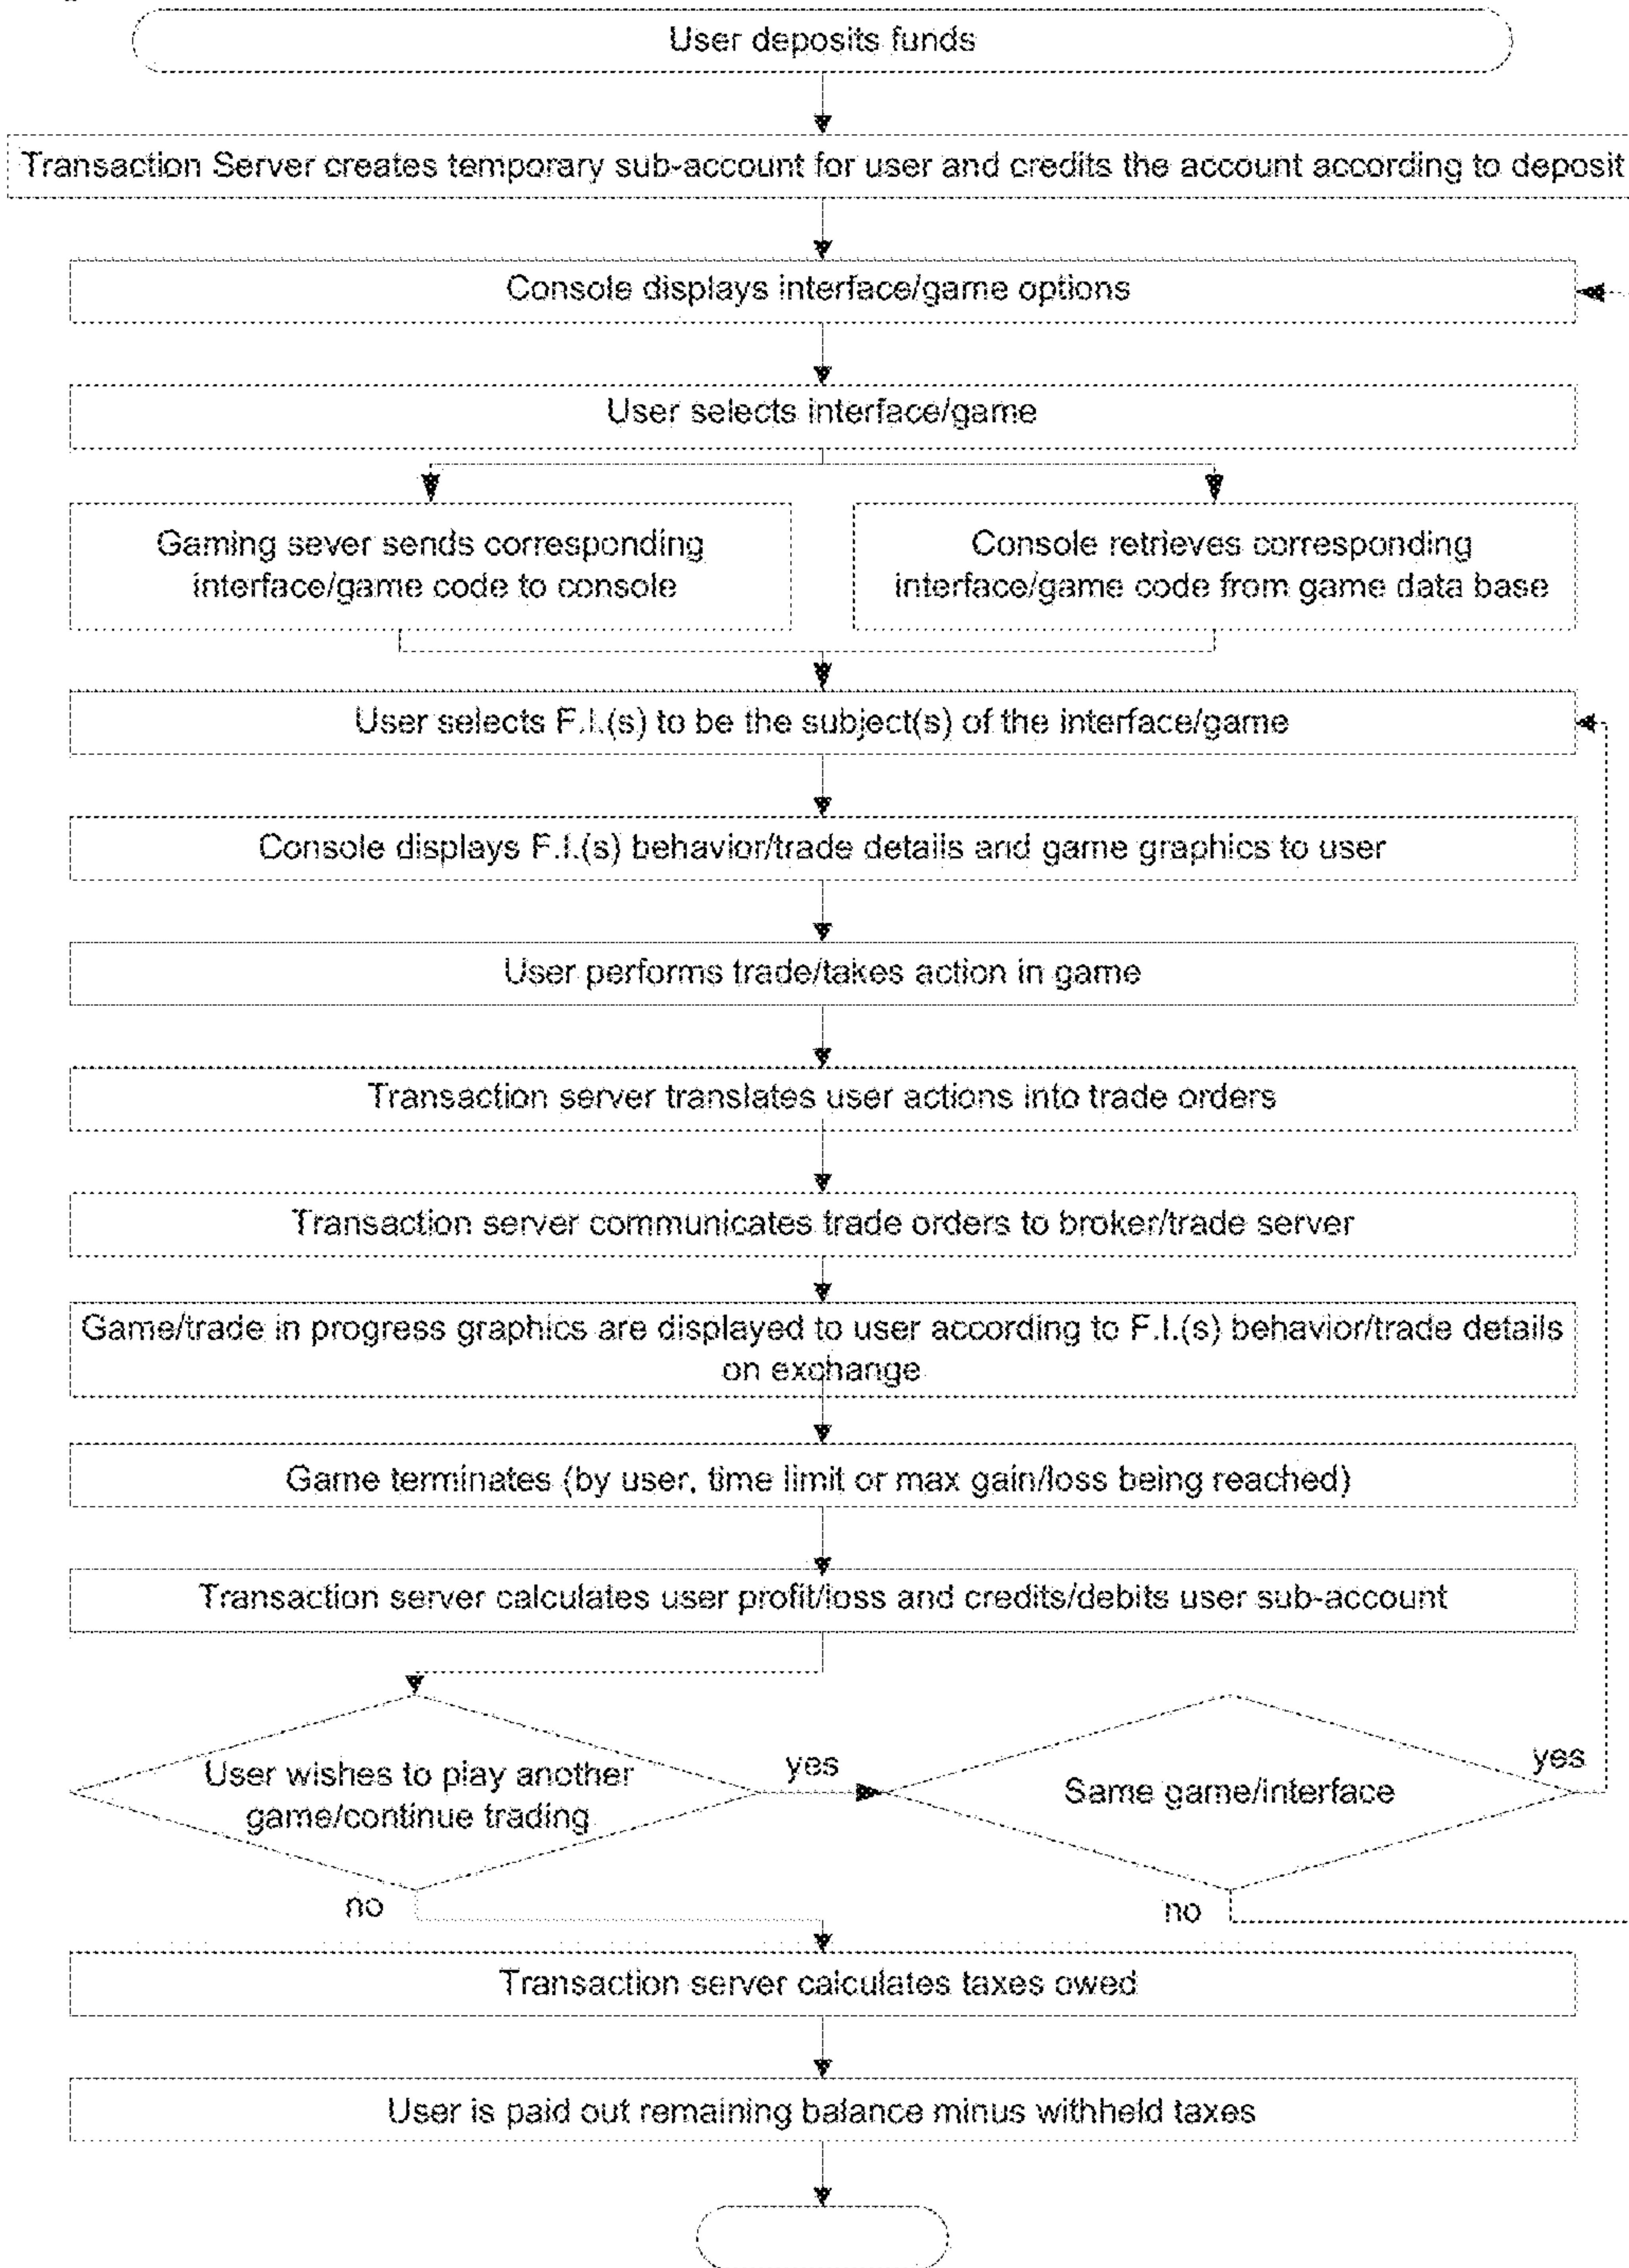 User deposits funds
Transaction Server creates temporary sub-account for user and credits the account according to deposit
Console displays interface/game options
User selects interface/game
Gaming sever sends corresponding
interface/game code to console
Console retrieves corresponding
interface/game code from game data base
User selects F.I.(s) to be the subject(s) of the interface/game
Console displays F.I.(s) behavior/trade details and game graphics to user
User performs trade/takes action in game
Transaction server translates user actions into trade orders
Transaction server communicates trade orders to broker/trade server
Game/trade in progress graphics are displayed to user according to F.I.(s) behavior/trade details
on exchange
Game terminates (by user, time limit or max gain/loss being reached)
Transaction server calculates user profit/loss and credits/debits user sub-account
User wishes to play another
game/continue trading
yes
Same game/interface
yes
no
no
Transaction server calculates taxes owed
User is paid out remaining balance minus withheld taxes